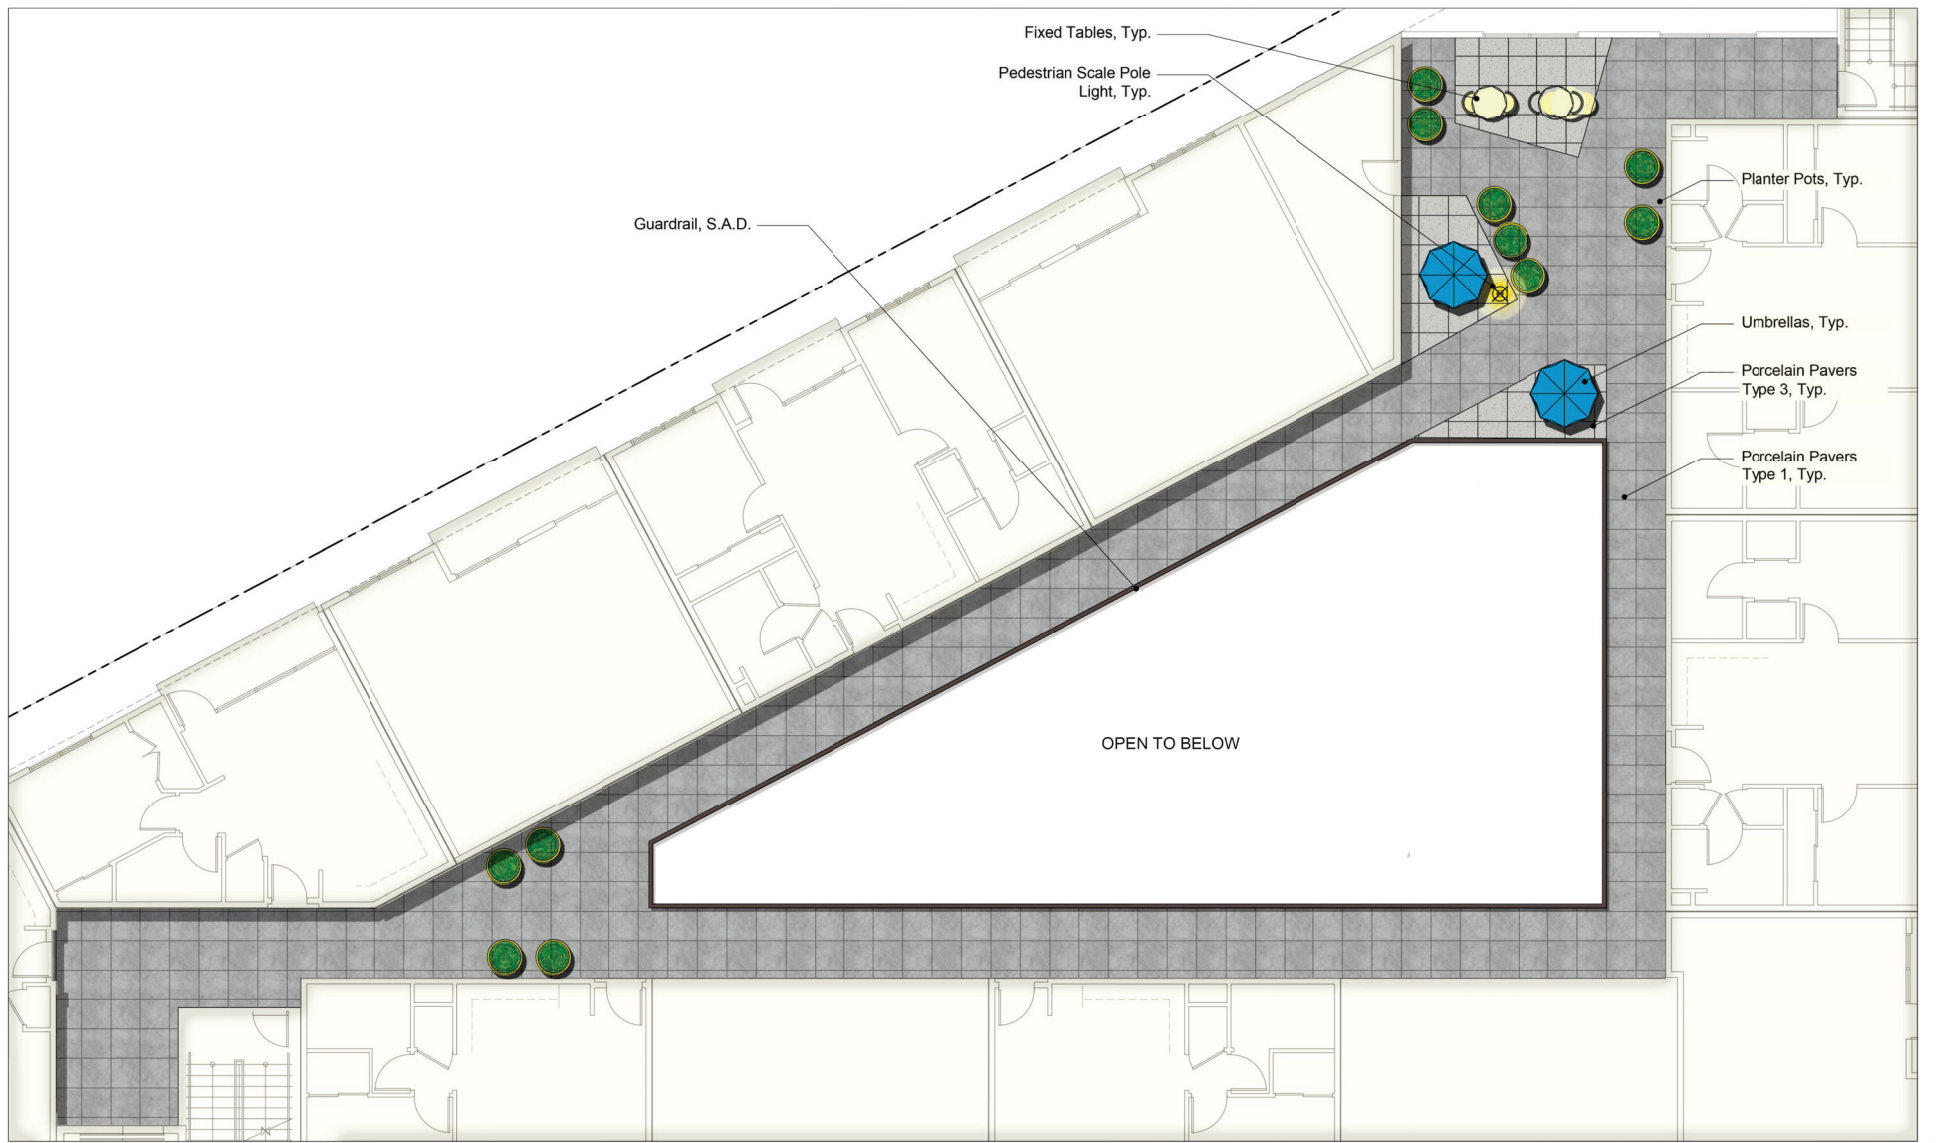 Fixed Tables, Typ.
Pedestrian Scale Pole
Light, Typ.
Guardrail, S.A.D.
Planter Pots, Typ.
Umbrellas, Typ.
Porcelain Pavers
Type 3, Typ.
Porcelain Pavers
Type 1, Typ.
OPEN TO BELOW